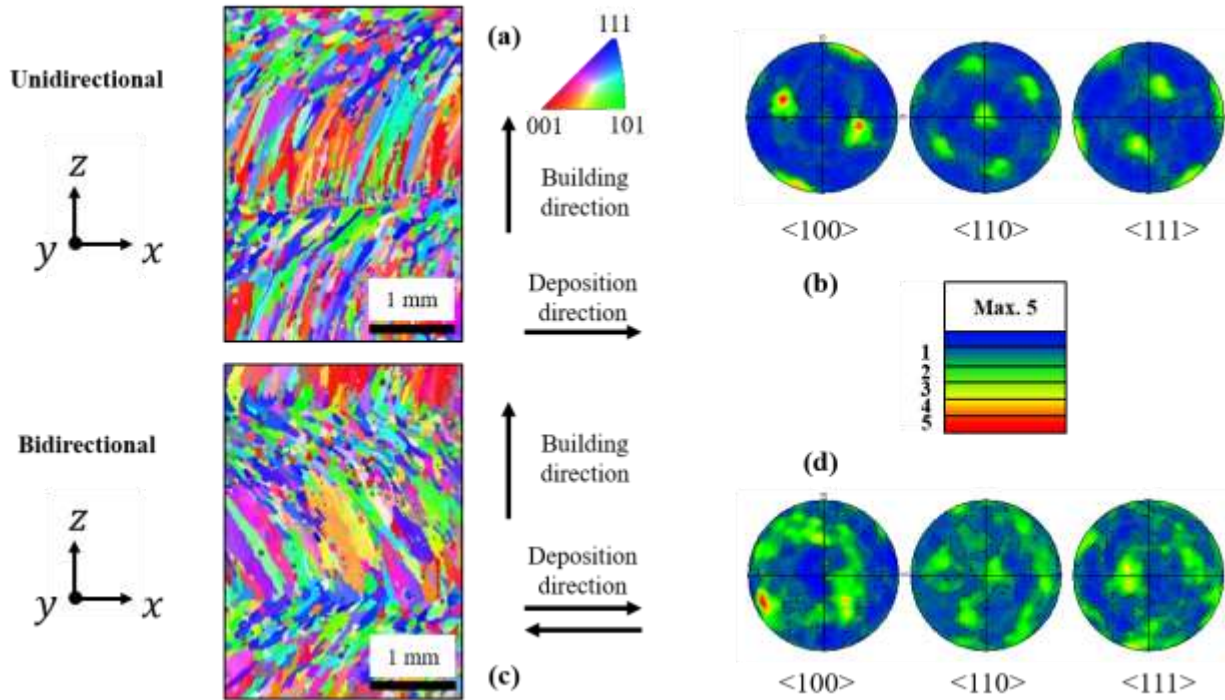 (a)
111
001
101
Unidirectional
z
y
x
Building
direction
Deposition
direction
1 mm
<100>
<110>
<111>
(b)
Max. 5
1
2
3
4
5
Bidirectional
z
y
x
Building
direction
Deposition
direction
1 mm
(c)
(d)
<100>
<110>
<111>